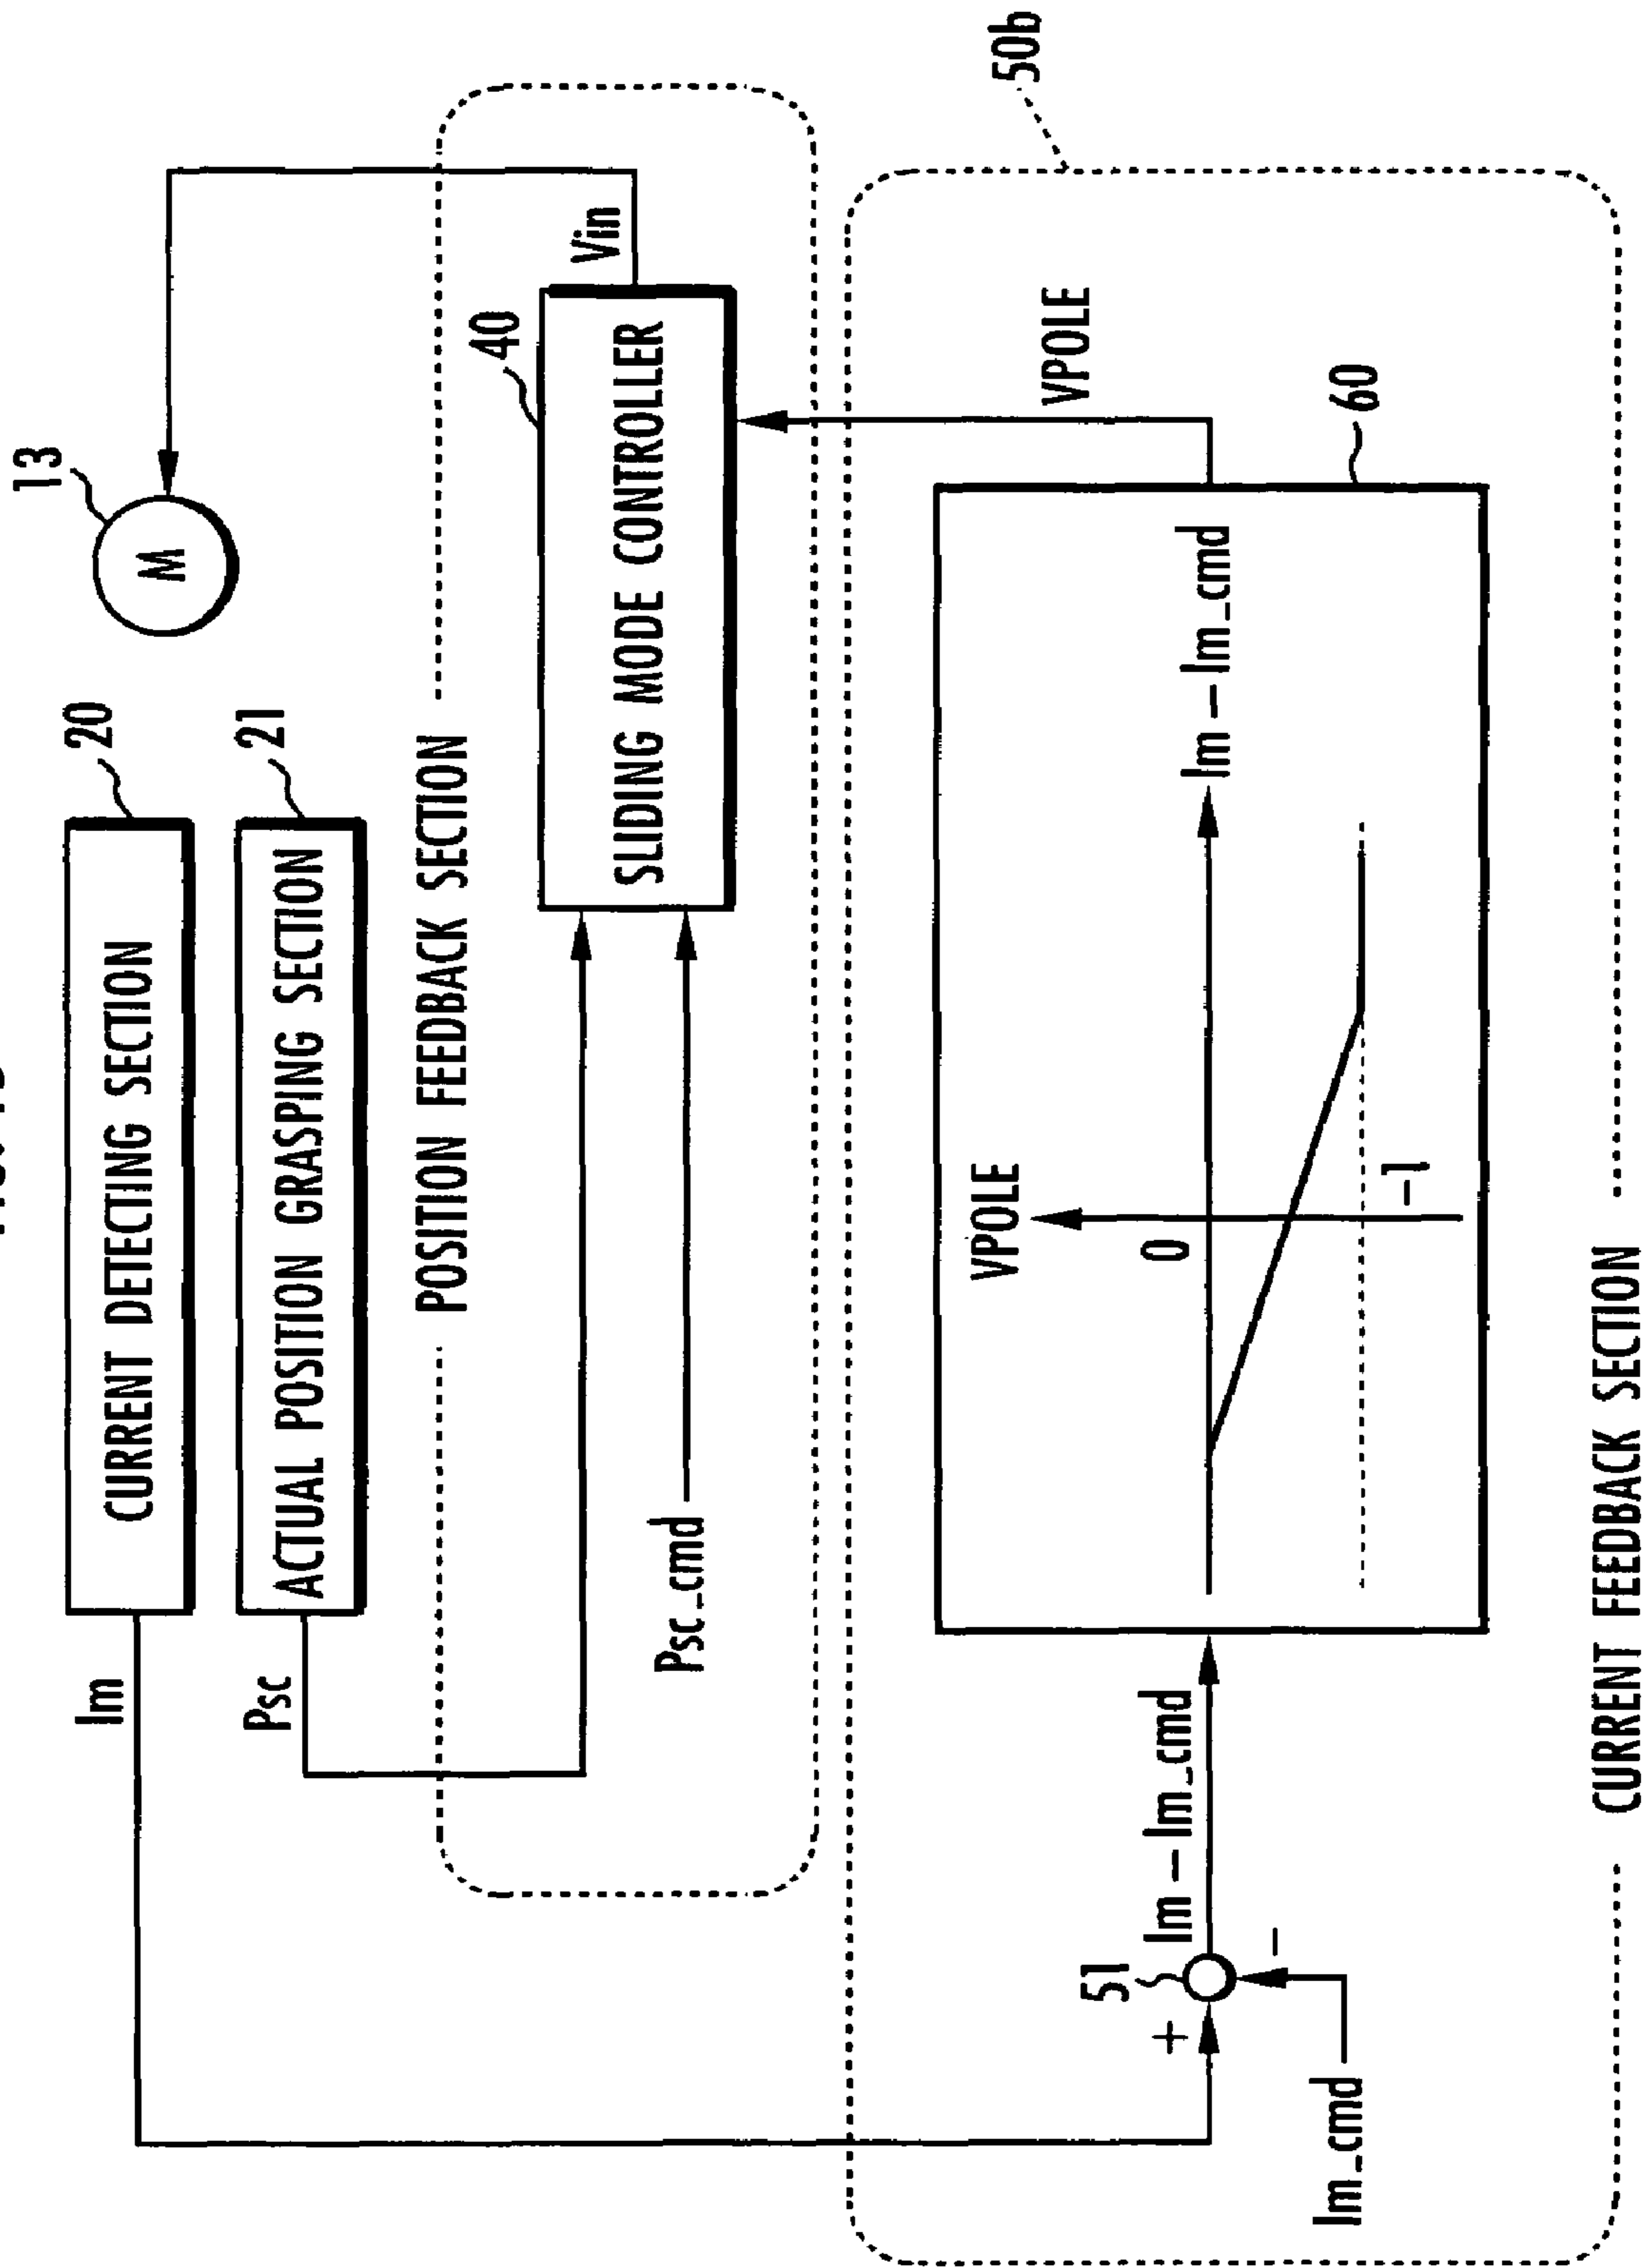 13
M
20
CURRENT DETECTING SECTION
Im
21
ACTUAL POSITION GRASPING SECTION
Psc
POSITION FEEDBACK SECTION
40
SLIDING MODE CONTROLLER
Vin
Psc_cmd
50b
VPOLE
60
VPOLE
0
-1
Im - Im_cmd
Im - Im_cmd
51
+
-
Im_cmd
CURRENT FEEDBACK SECTION